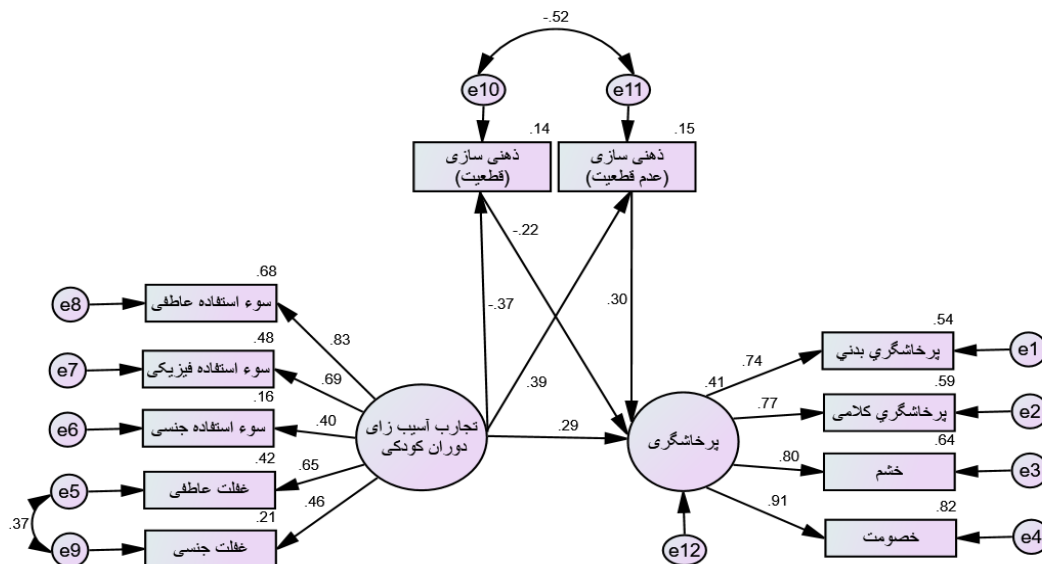 -.52
e10
e11
.14
.15
ذهنی سازی
(قطعیت)
ذهنی سازی
(عدم قطعیت)
-.22
-.37
.30
.39
.29
.68
e8
سوء استفاده عاطفی
.83
.48
e7
سوء استفاده فیزیکی
.69
.16
e6
سوء استفاده جنسی
.40
.42
e5
غفلت عاطفی
.65
.37
.21
e9
غفلت جنسی
.46
تجارب آسیب زای
دوران کودکی
.41
پرخاشگری
e12
.54
.74
پرخاشگري بدني
e1
.59
.77
پرخاشگري کلامی
e2
.64
.80
خشم
e3
.82
.91
خصومت
e4